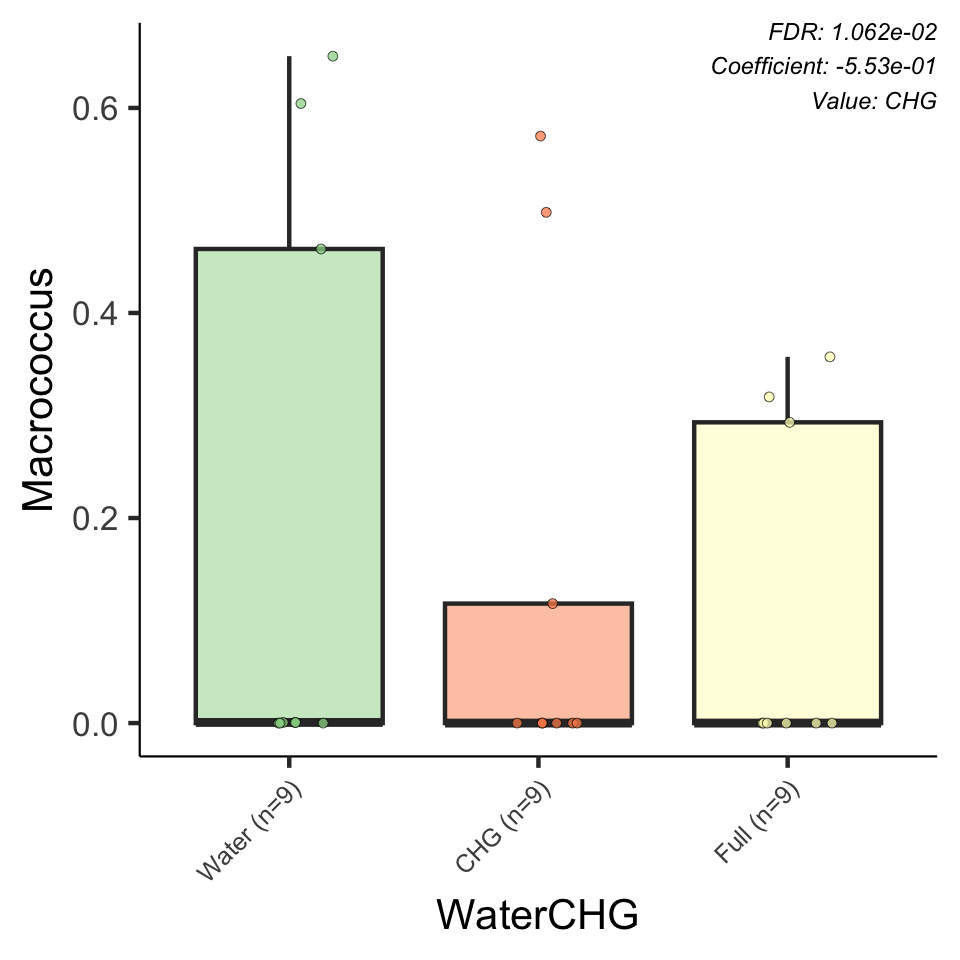 FDR: 1.062e-02
Coefficient: -5.53e-01
Value: CHG
Macrococcus
0.6
0.4
0.2
0.0
Water (n=9)
CHG (n=9)
Full (n=9)
WaterCHG